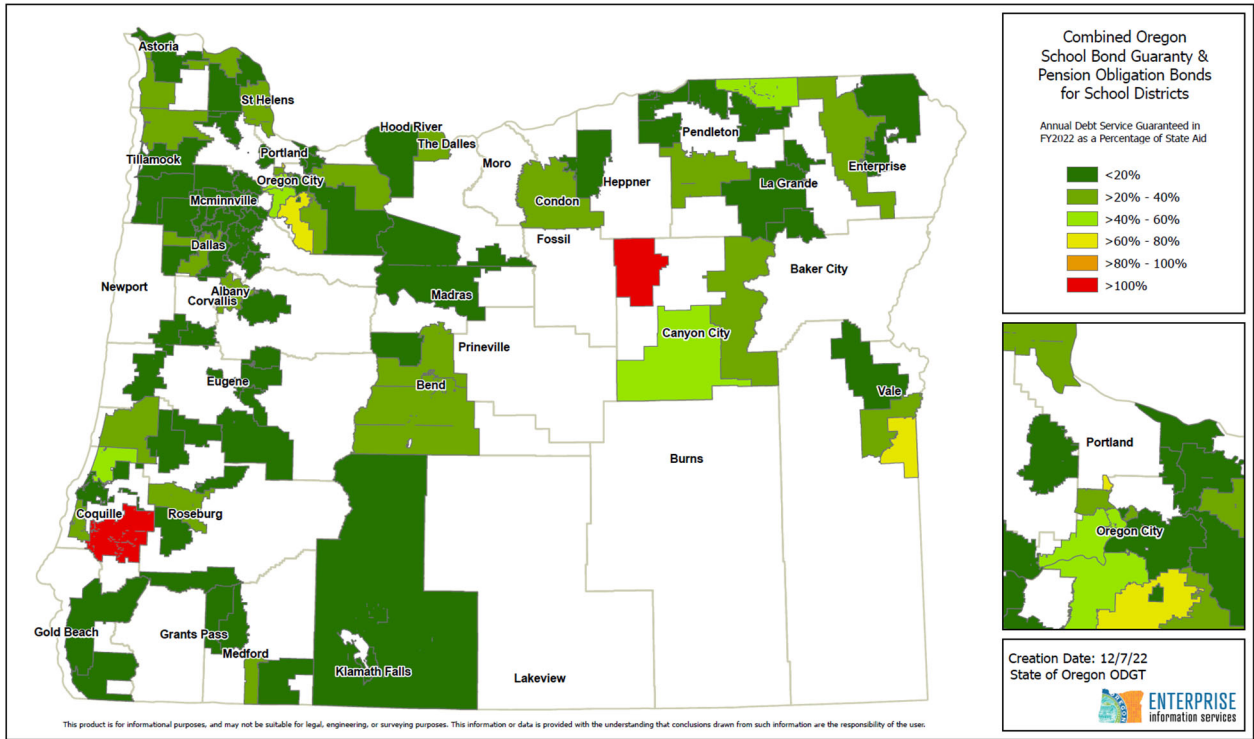 Astoria
St Helens
Hood River
The Dalles
Portland
Tillamook
Oregon City
Moro
Pendleton
Heppner
Enterprise
La Grande
Mcminnville
Condon
Dallas
Fossil
Baker City
Newport
Albany
Corvallis
Madras
Canyon City
Prineville
Eugene
Bend
Vale
Burns
Coquille
Roseburg
Gold Beach
Grants Pass
Medford
Klamath Falls
Lakeview
This product is for informational purposes, and may not be suitable for legal, engineering, or surveying purposes. This information or data is provided with the understanding that conclusions drawn from such information are the responsibility of the user.
Combined Oregon
School Bond Guaranty &
Pension Obligation Bonds
for School Districts
Annual Debt Service Guaranteed in
FY2022 as a Percentage of State Aid
<20%
>20% - 40%
>40% - 60%
>60% - 80%
>80% - 100%
>100%
Portland
Oregon City
Creation Date: 12/7/22
State of Oregon ODGT
OREGON
ENTERPRISE
information services